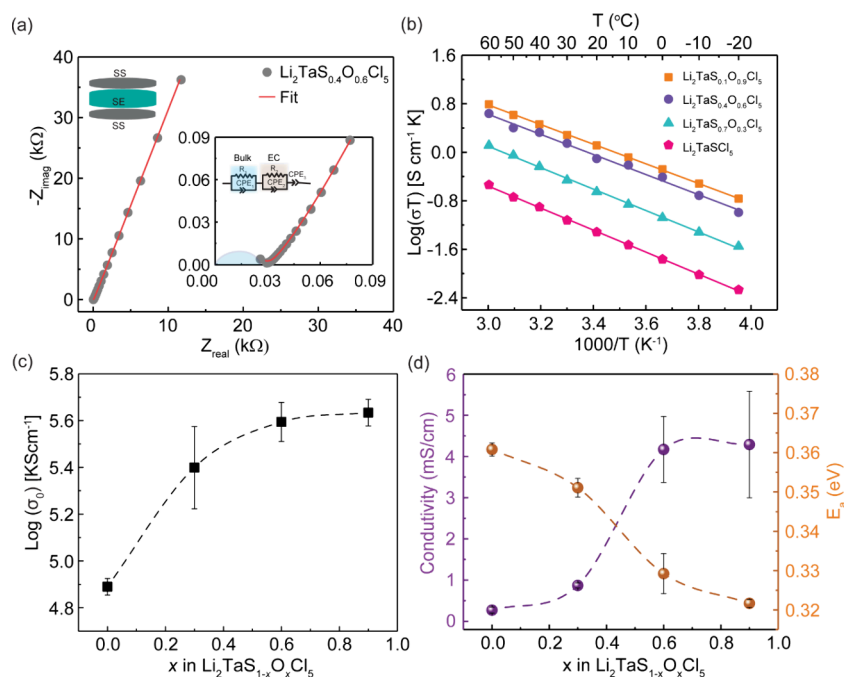 (a)
-Z_imag (kΩ)
40
35
30
25
20
15
10
5
0
0 10 20 30 40
Z_real (kΩ)
SS
SE
SS
Li₂TaS₀.₄O₀.₆Cl₅
Fit
0.09
0.06
0.03
0.00
0.00 0.03 0.06 0.09
Bulk EC
(b)
T (ºC)
60 50 40 30 20 10 0 -10 -20
Log(σT) [S cm⁻¹ K]
1.6
0.8
0.0
-0.8
-1.6
-2.4
Li₂TaS₀.₁O₀.₉Cl₅
Li₂TaS₀.₄O₀.₆Cl₅
Li₂TaS₀.₇O₀.₃Cl₅
Li₂TaSCl₅
3.0 3.2 3.4 3.6 3.8 4.0
1000/T (K⁻¹)
(c)
Log (σ₀) [KScm⁻¹]
5.8
5.6
5.4
5.2
5.0
4.8
0.0 0.2 0.4 0.6 0.8 1.0
x in Li₂TaS₁₋ₓOₓCl₅
(d)
Condutivity (mS/cm)
6
5
4
3
2
1
0
0.38
0.37
0.36
0.35
0.34
0.33
0.32
Eₐ (eV)
0.0 0.2 0.4 0.6 0.8 1.0
x in Li₂TaS₁₋ₓOₓCl₅